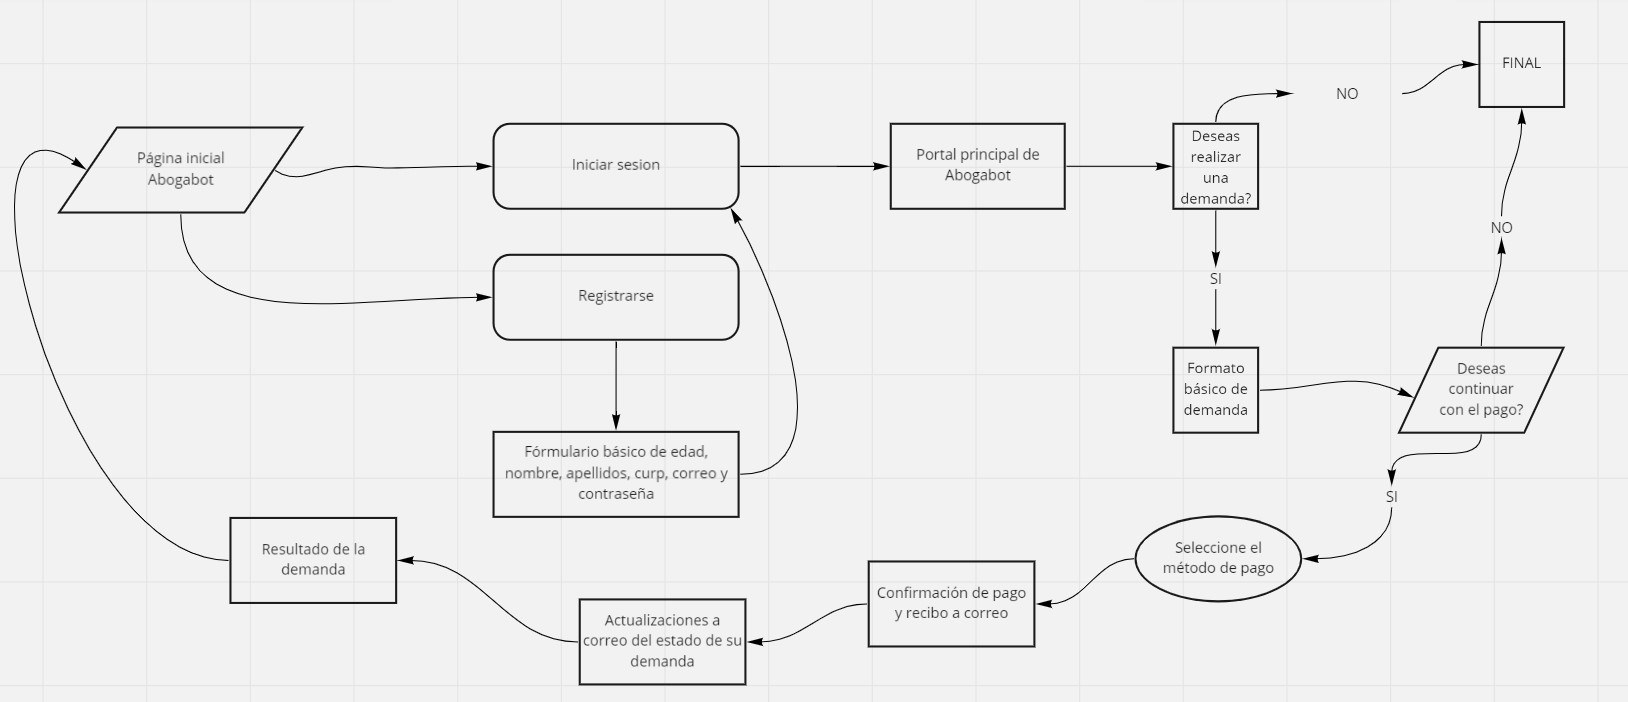 Página inicial
Abogabot
Iniciar sesion
Registrarse
Fórmulario básico de edad,
nombre, apellidos, curp, correo y
contraseña
Portal principal de
Abogabot
Deseas
realizar
una
demanda?
NO
FINAL
SI
Formato
básico de
demanda
Deseas
continuar
con el pago?
NO
SI
Seleccione el
método de pago
Confirmación de pago
y recibo a correo
Actualizaciones a
correo del estado de su
demanda
Resultado de la
demanda